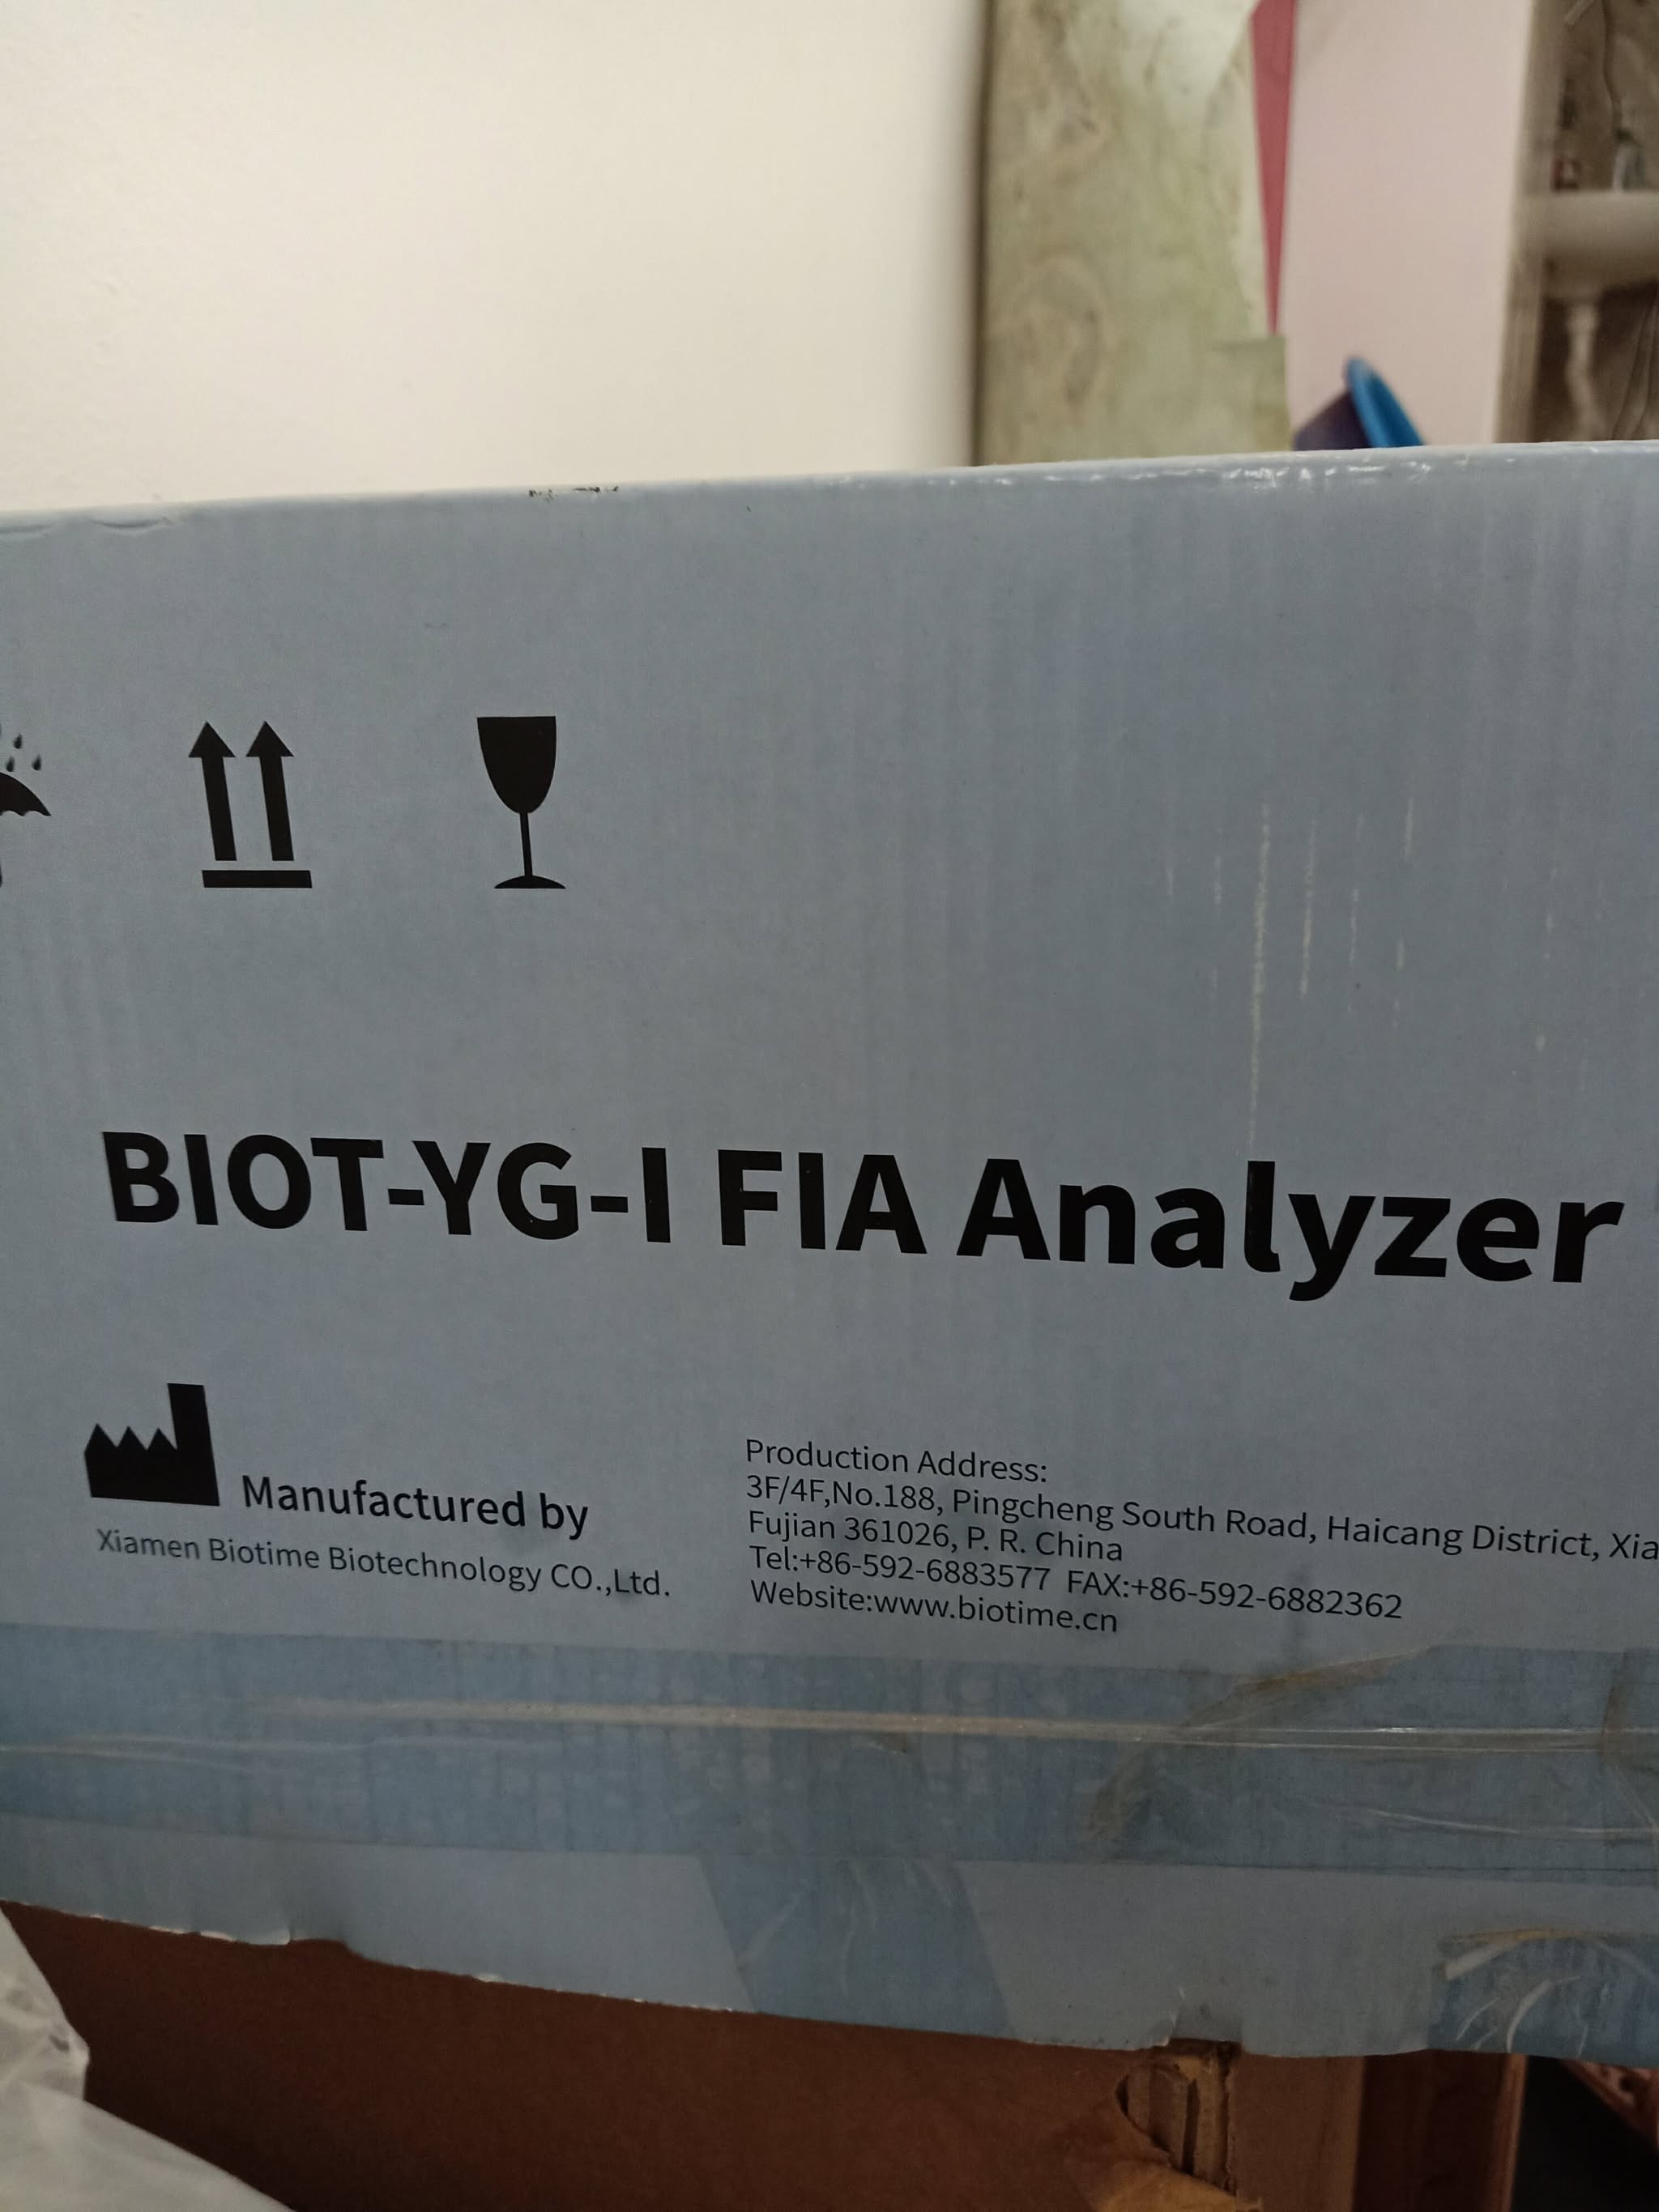 BIOT-YG-I FIA Analyzer
Manufactured by
Xiamen Biotime Biotechnology CO.,Ltd.
Production Address:
3F/4F,No.188, Pingcheng South Road, Haicang District, Xia
Fujian 361026, P. R. China
Tel:+86-592-6883577 FAX:+86-592-6882362
Website:www.biotime.cn